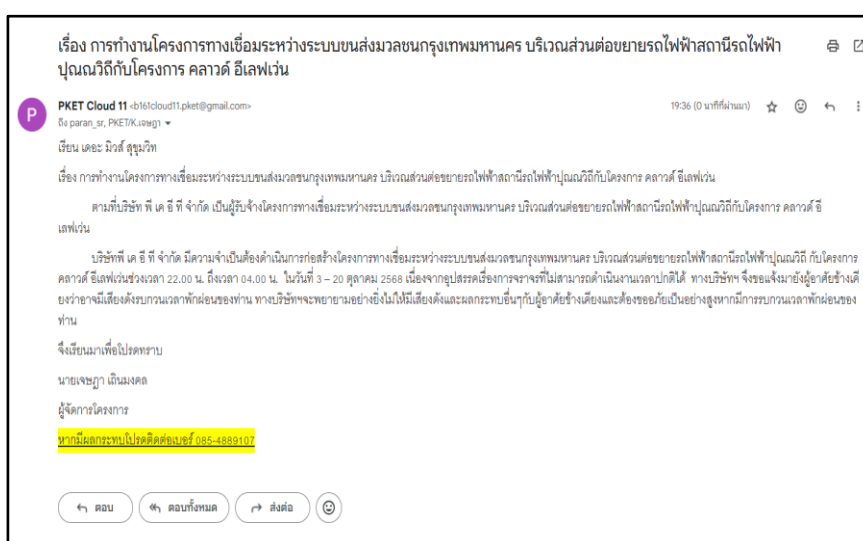 เรื่อง การทำงานโครงการทางเชื่อมระหว่างระบบขนส่งมวลชนกรุงเทพมหานคร บริเวณส่วนต่อขยายรถไฟฟ้าสถานีรถไฟฟ้า
ปุณณวิถีกับโครงการ คลาวด์ อีเลฟเว่น
P
PKET Cloud 11 <b161cloud11.pket@gmail.com>
19:36 (0 นาทีที่ผ่านมา)
ถึง paran_sr, PKET/K.เจษฎา
เรียน เดอะ มิวส์ สุขุมวิท
เรื่อง การทำงานโครงการทางเชื่อมระหว่างระบบขนส่งมวลชนกรุงเทพมหานคร บริเวณส่วนต่อขยายรถไฟฟ้าสถานีรถไฟฟ้าปุณณวิถีกับโครงการ คลาวด์ อีเลฟเว่น
ตามที่บริษัท พี เค อี ที จำกัด เป็นผู้รับจ้างโครงการทางเชื่อมระหว่างระบบขนส่งมวลชนกรุงเทพมหานคร บริเวณส่วนต่อขยายรถไฟฟ้าสถานีรถไฟฟ้าปุณณวิถีกับโครงการ คลาวด์ อี
เลฟเว่น
บริษัทพี เค อี ที จำกัด มีความจำเป็นต้องดำเนินการก่อสร้างโครงการทางเชื่อมระหว่างระบบขนส่งมวลชนกรุงเทพมหานคร บริเวณส่วนต่อขยายรถไฟฟ้าสถานีรถไฟฟ้าปุณณวิถี กับโครงการ
คลาวด์ อีเลฟเว่นช่วงเวลา 22.00 น. ถึงเวลา 04.00 น. ในวันที่ 3 – 20 ตุลาคม 2568 เนื่องจากอุปสรรคเรื่องการจราจรที่ไม่สามารถดำเนินงานเวลาปกติได้ ทางบริษัทฯ จึงขอแจ้งมายังผู้อาศัยข้างเคี
ยงว่าอาจมีเสียงดังรบกวนเวลาพักผ่อนของท่าน ทางบริษัทฯจะพยายามอย่างยิ่งไม่ให้มีเสียงดังและผลกระทบอื่นๆกับผู้อาศัยข้างเคียงและต้องขออภัยเป็นอย่างสูงหากมีการรบกวนเวลาพักผ่อนของ
ท่าน
จึงเรียนมาเพื่อโปรดทราบ
นายเจษฎา เถินมงคล
ผู้จัดการโครงการ
หากมีผลกระทบโปรดติดต่อเบอร์ 085-4889107
ตอบ
ตอบทั้งหมด
ส่งต่อ